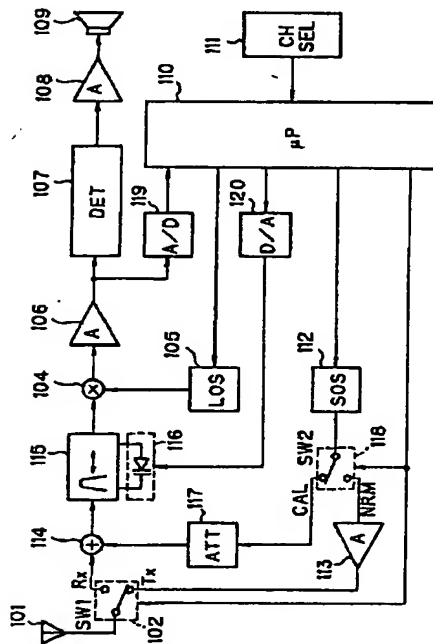 109
108
A
107
DET
106
A
104
115
114
101
Rx
Tx
SW1
102
116
105
LOS
117
ATT
119
A/D
120
D/A
110
μP
111
CH
SEL
112
SOS
SW2
118
CAL
NRM
A
113